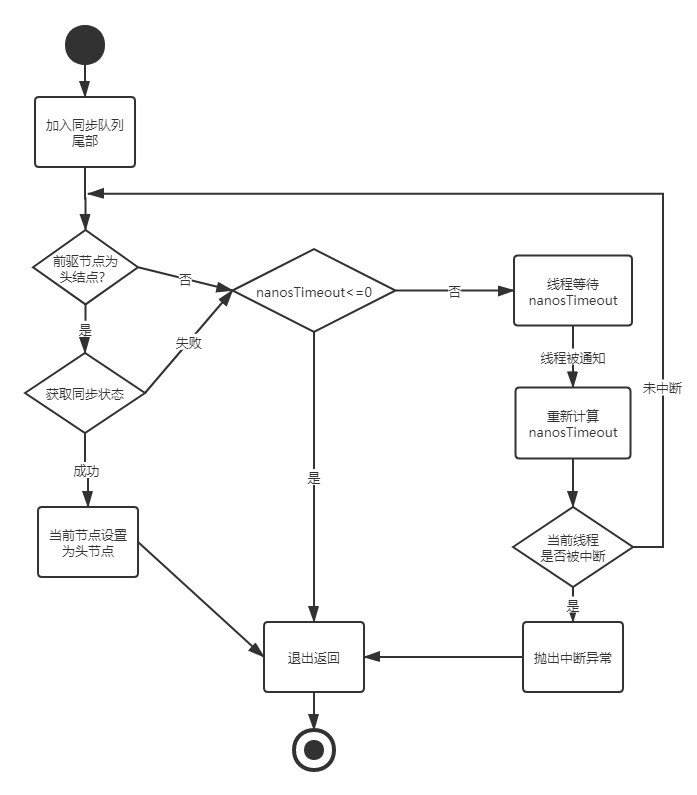 加入同步队列
尾部
前驱节点为
头结点？
否
nanosTimeout<=0
否
线程等待
nanosTimeout
是
失败
线程被通知
获取同步状态
未中断
重新计算
nanosTimeout
成功
是
当前节点设置
为头节点
当前线程
是否被中断
是
退出返回
抛出中断异常